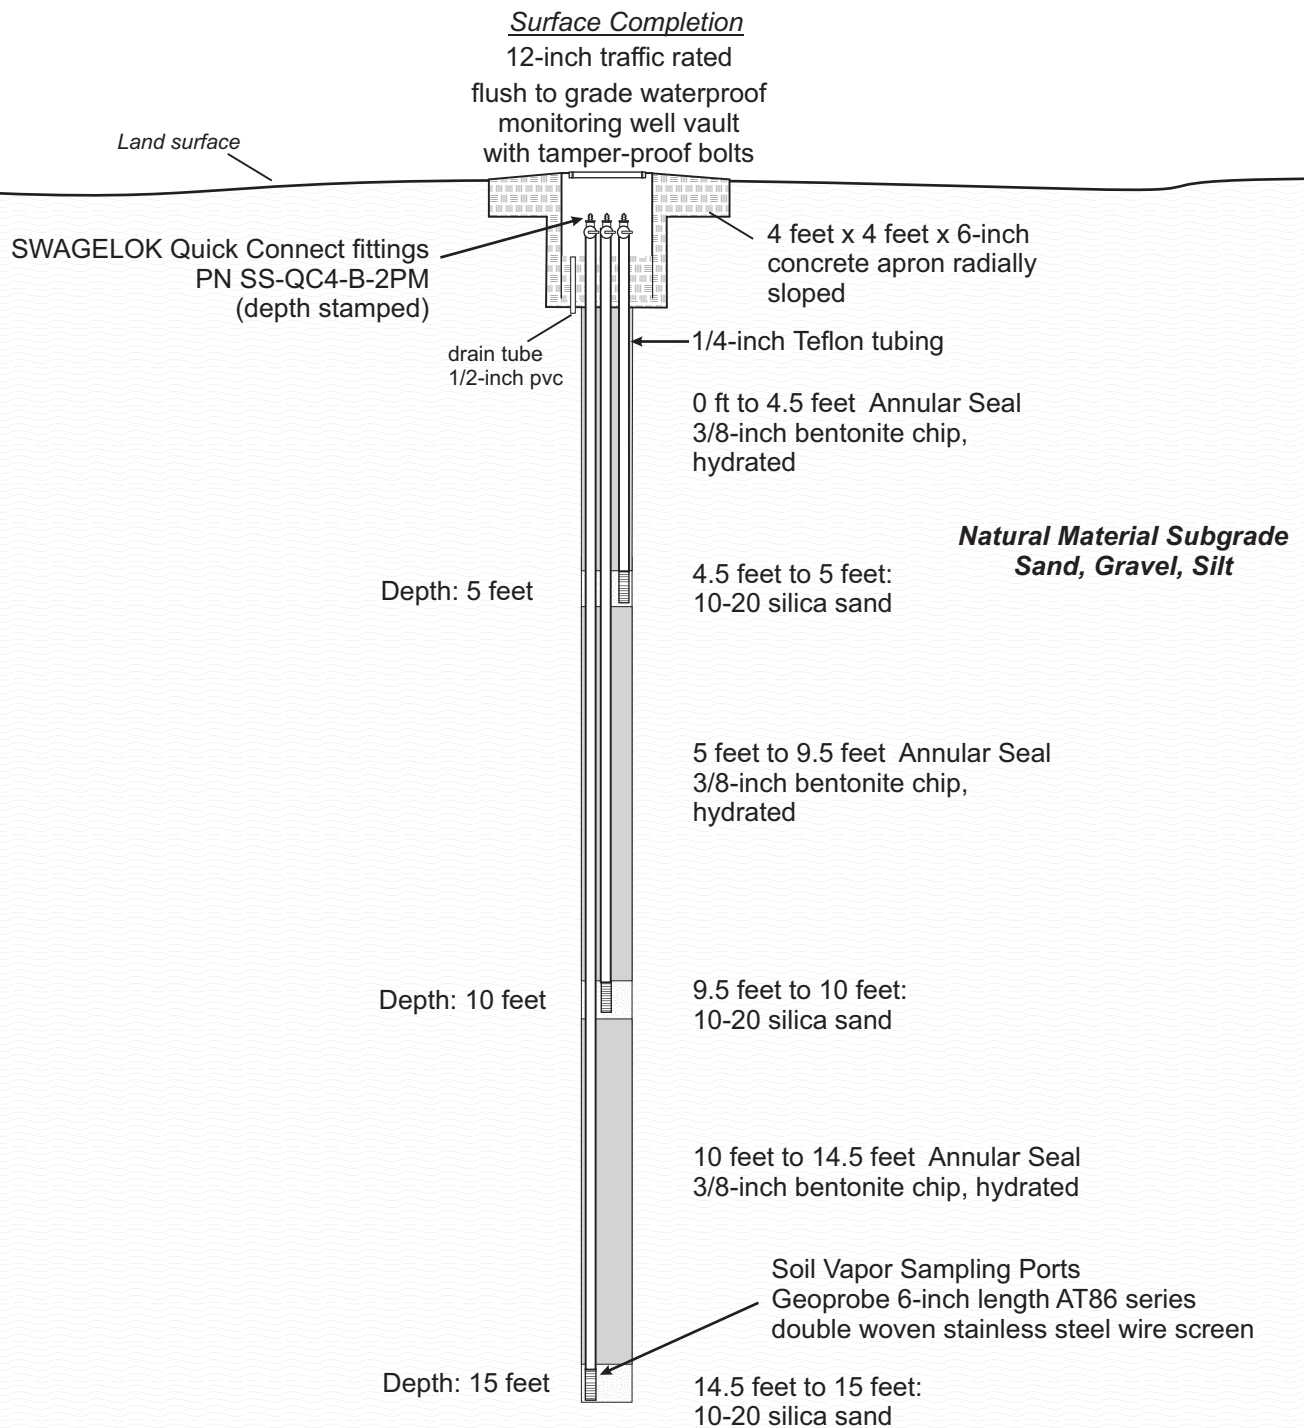 Surface Completion
12-inch traffic rated
flush to grade waterproof
monitoring well vault
with tamper-proof bolts
Land surface
SWAGELOK Quick Connect fittings
PN SS-QC4-B-2PM
(depth stamped)
4 feet x 4 feet x 6-inch
concrete apron radially
sloped
drain tube
1/2-inch pvc
1/4-inch Teflon tubing
0 ft to 4.5 feet  Annular Seal
3/8-inch bentonite chip,
hydrated
Natural Material Subgrade
Sand, Gravel, Silt
Depth: 5 feet
4.5 feet to 5 feet:
10-20 silica sand
5 feet to 9.5 feet  Annular Seal
3/8-inch bentonite chip,
hydrated
Depth: 10 feet
9.5 feet to 10 feet:
10-20 silica sand
10 feet to 14.5 feet  Annular Seal
3/8-inch bentonite chip, hydrated
Soil Vapor Sampling Ports
Geoprobe 6-inch length AT86 series
double woven stainless steel wire screen
Depth: 15 feet
14.5 feet to 15 feet:
10-20 silica sand